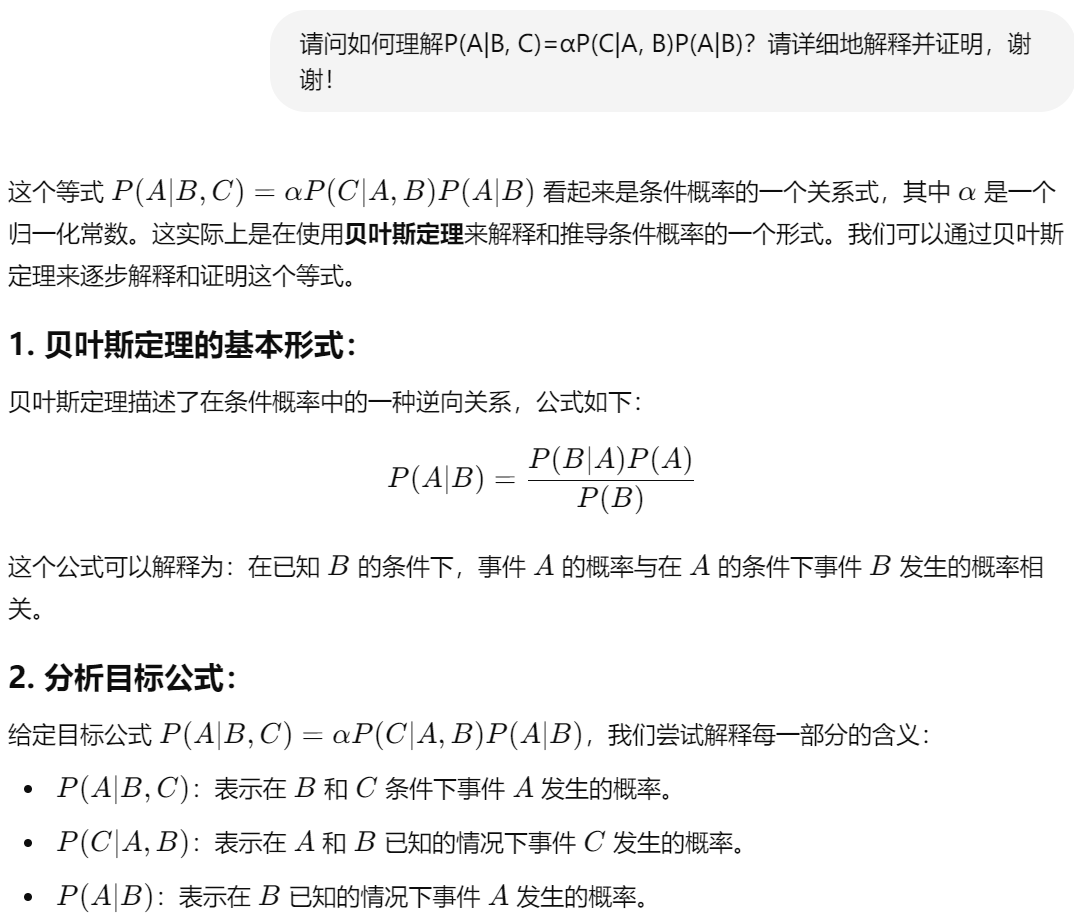 请问如何理解P(A|B, C)=αP(C|A, B)P(A|B)？请详细地解释并证明，谢
谢！
这个等式 P(A|B, C) = αP(C|A, B)P(A|B) 看起来是条件概率的一个关系式，其中 α 是一个
归一化常数。这实际上是在使用贝叶斯定理来解释和推导条件概率的一个形式。我们可以通过贝叶斯
定理来逐步解释和证明这个等式。
1. 贝叶斯定理的基本形式：
贝叶斯定理描述了在条件概率中的一种逆向关系，公式如下：
P(A|B) = P(B|A)P(A) / P(B)
这个公式可以解释为：在已知 B 的条件下，事件 A 的概率与在 A 的条件下事件 B 发生的概率相
关。
2. 分析目标公式：
给定目标公式 P(A|B, C) = αP(C|A, B)P(A|B)，我们尝试解释每一部分的含义：
• P(A|B, C)：表示在 B 和 C 条件下事件 A 发生的概率。
• P(C|A, B)：表示在 A 和 B 已知的情况下事件 C 发生的概率。
• P(A|B)：表示在 B 已知的情况下事件 A 发生的概率。